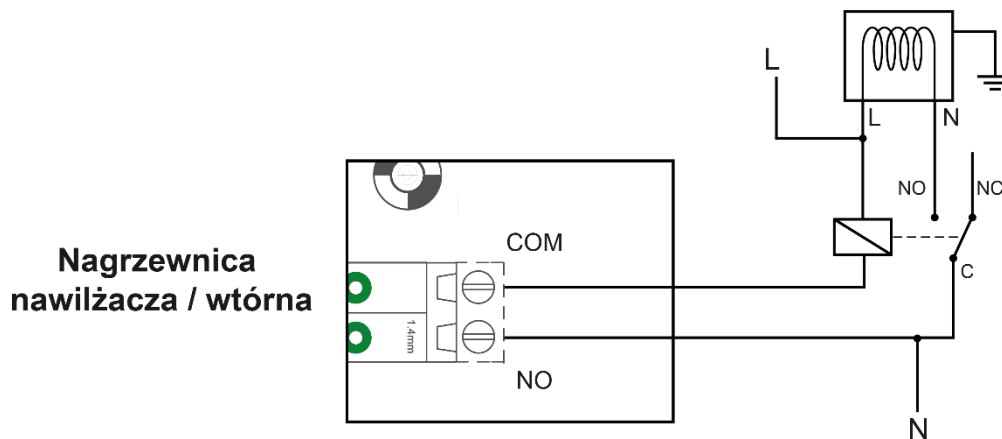 L
L
N
NO
NC
COM
Nagrzewnica
nawilżacza / wtórna
C
1.4mm
NO
N